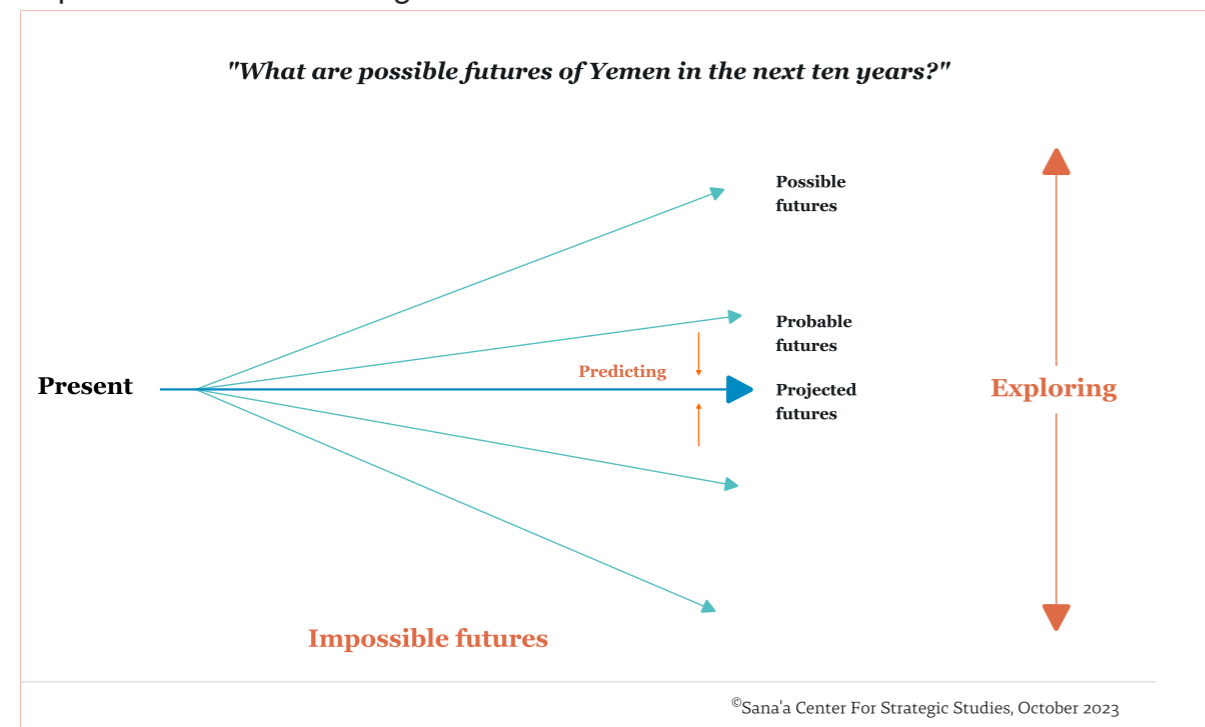 "What are possible futures of Yemen in the next ten years?"
Possible
futures
Probable
futures
Predicting
Present
Projected
futures
Exploring
Impossible futures
©Sana'a Center For Strategic Studies, October 2023